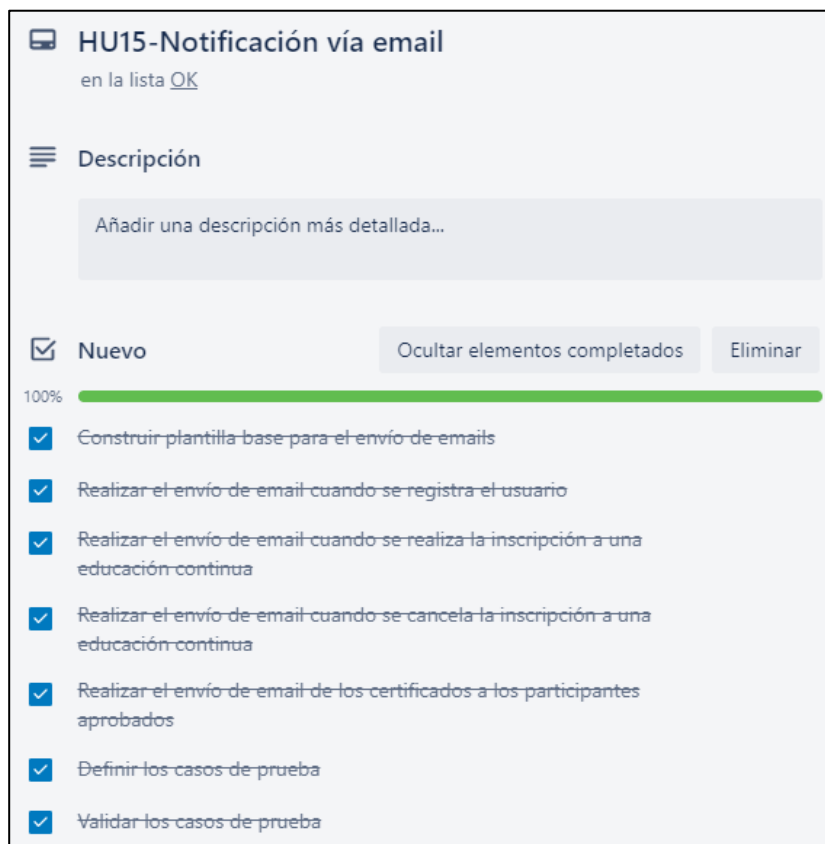 HU15-Notificación vía email
en la lista OK
Descripción
Añadir una descripción más detallada...
Nuevo
Ocultar elementos completados
Eliminar
100%
Construir plantilla base para el envío de emails
Realizar el envío de email cuando se registra el usuario
Realizar el envío de email cuando se realiza la inscripción a una
educación continua
Realizar el envío de email cuando se cancela la inscripción a una
educación continua
Realizar el envío de email de los certificados a los participantes
aprobados
Definir los casos de prueba
Validar los casos de prueba